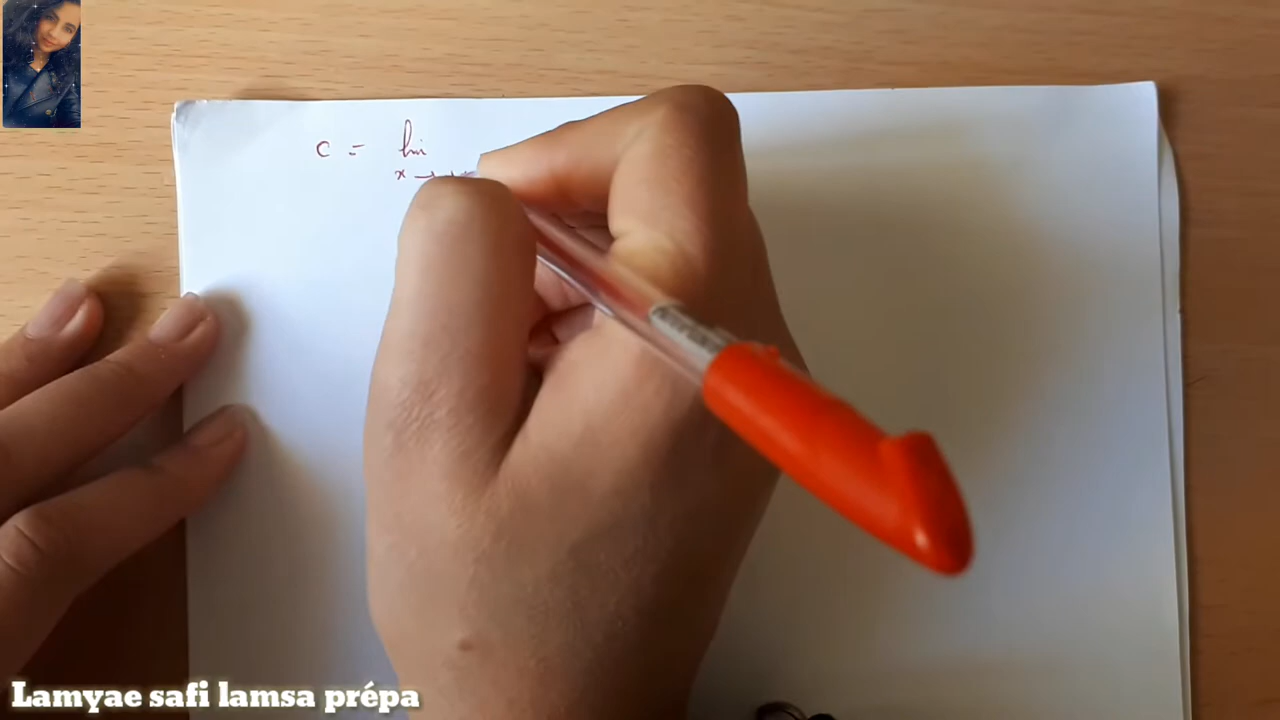 c = lim
x → +
Lamyae safi lamsa prépa